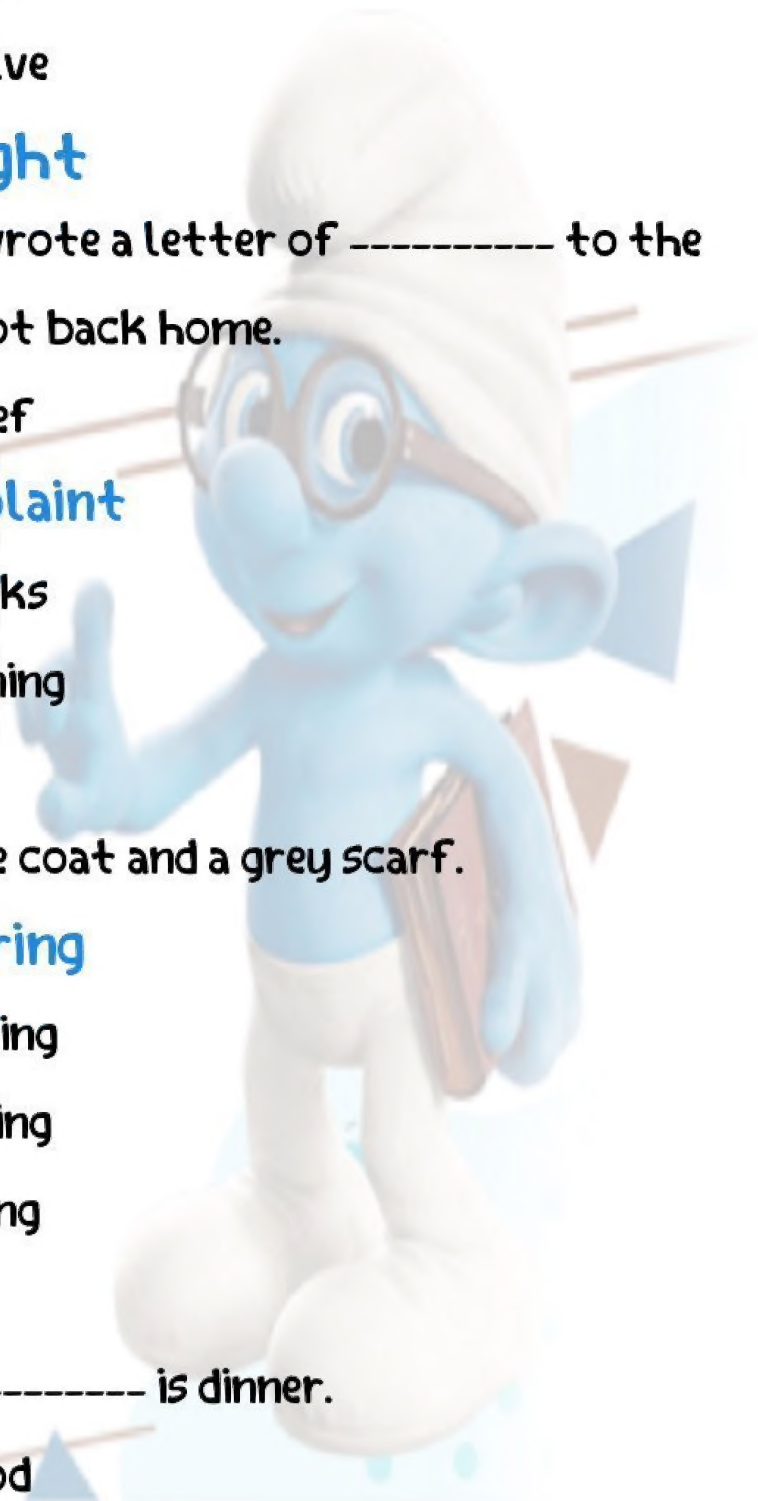 ve
ght
wrote a letter of ---------- to the
ot back home.
ef
plaint
ks
ning
e coat and a grey scarf.
ring
ing
ing
ng
-------- is dinner.
od